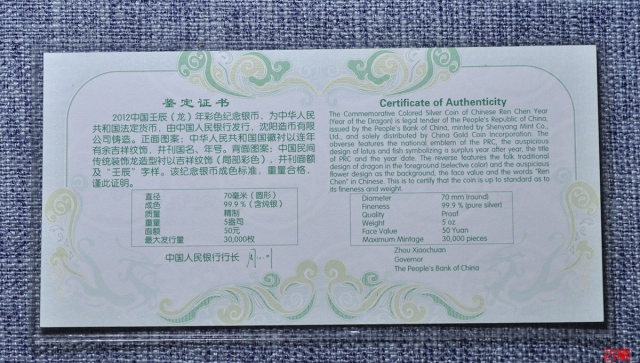 鉴定证书
2012中国壬辰（龙）年彩色纪念银币，为中华人民
共和国法定货币，由中国人民银行发行，沈阳造币有限
公司铸造。正面图案：中华人民共和国国徽衬以连年
有余吉祥纹饰，并刊国名、年号。背面图案：中国民间
传统装饰龙造型衬以吉祥纹饰（局部彩色），并刊面额
及“壬辰”字样。该纪念银币成色标准，重量合格，
谨此证明。
直径 70毫米（圆形）
成色 99.9%（含纯银）
质量 精制
重量 5盎司
面额 50元
最大发行量 30,000枚
中国人民银行行长
Certificate of Authenticity
The Commemorative Colored Silver Coin of Chinese Ren Chen Year
(Year of the Dragon) is legal tender of the People's Republic of China,
issued by the People's Bank of China, minted by Shenyang Mint Co.,
Ltd., and solely distributed by China Gold Coin Incorporation. The
obverse features the national emblem of the PRC, the auspicious
design of lotus and fish symbolizing a surplus year after year, the title
of PRC and the year date. The reverse features the folk traditional
design of dragon in the foreground (selective color) and the auspicious
flower design as the background, the face value and the words "Ren
Chen" in Chinese. This is to certify that the coin is up to standard as to
its fineness and weight.
Diameter 70 mm (round)
Fineness 99.9 % (pure silver)
Quality Proof
Weight 5 oz
Face Value 50 Yuan
Maximum Mintage 30,000 pieces
Zhou Xiaochuan
Governor
The People's Bank of China